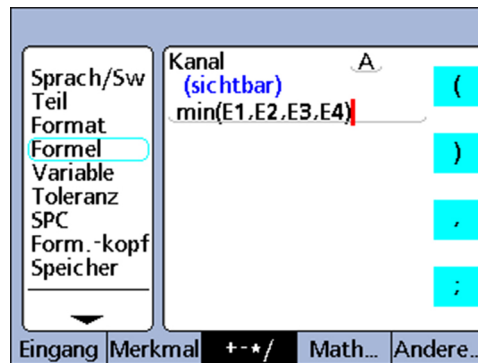 Sprach/Sw
Teil
Format
Formel
Variable
Toleranz
SPC
Form.-kopf
Speicher
Kanal A
(sichtbar)
min(E1,E2,E3,E4)
(
)
,
;
Eingang Merkmal +-*/ Math... Andere...